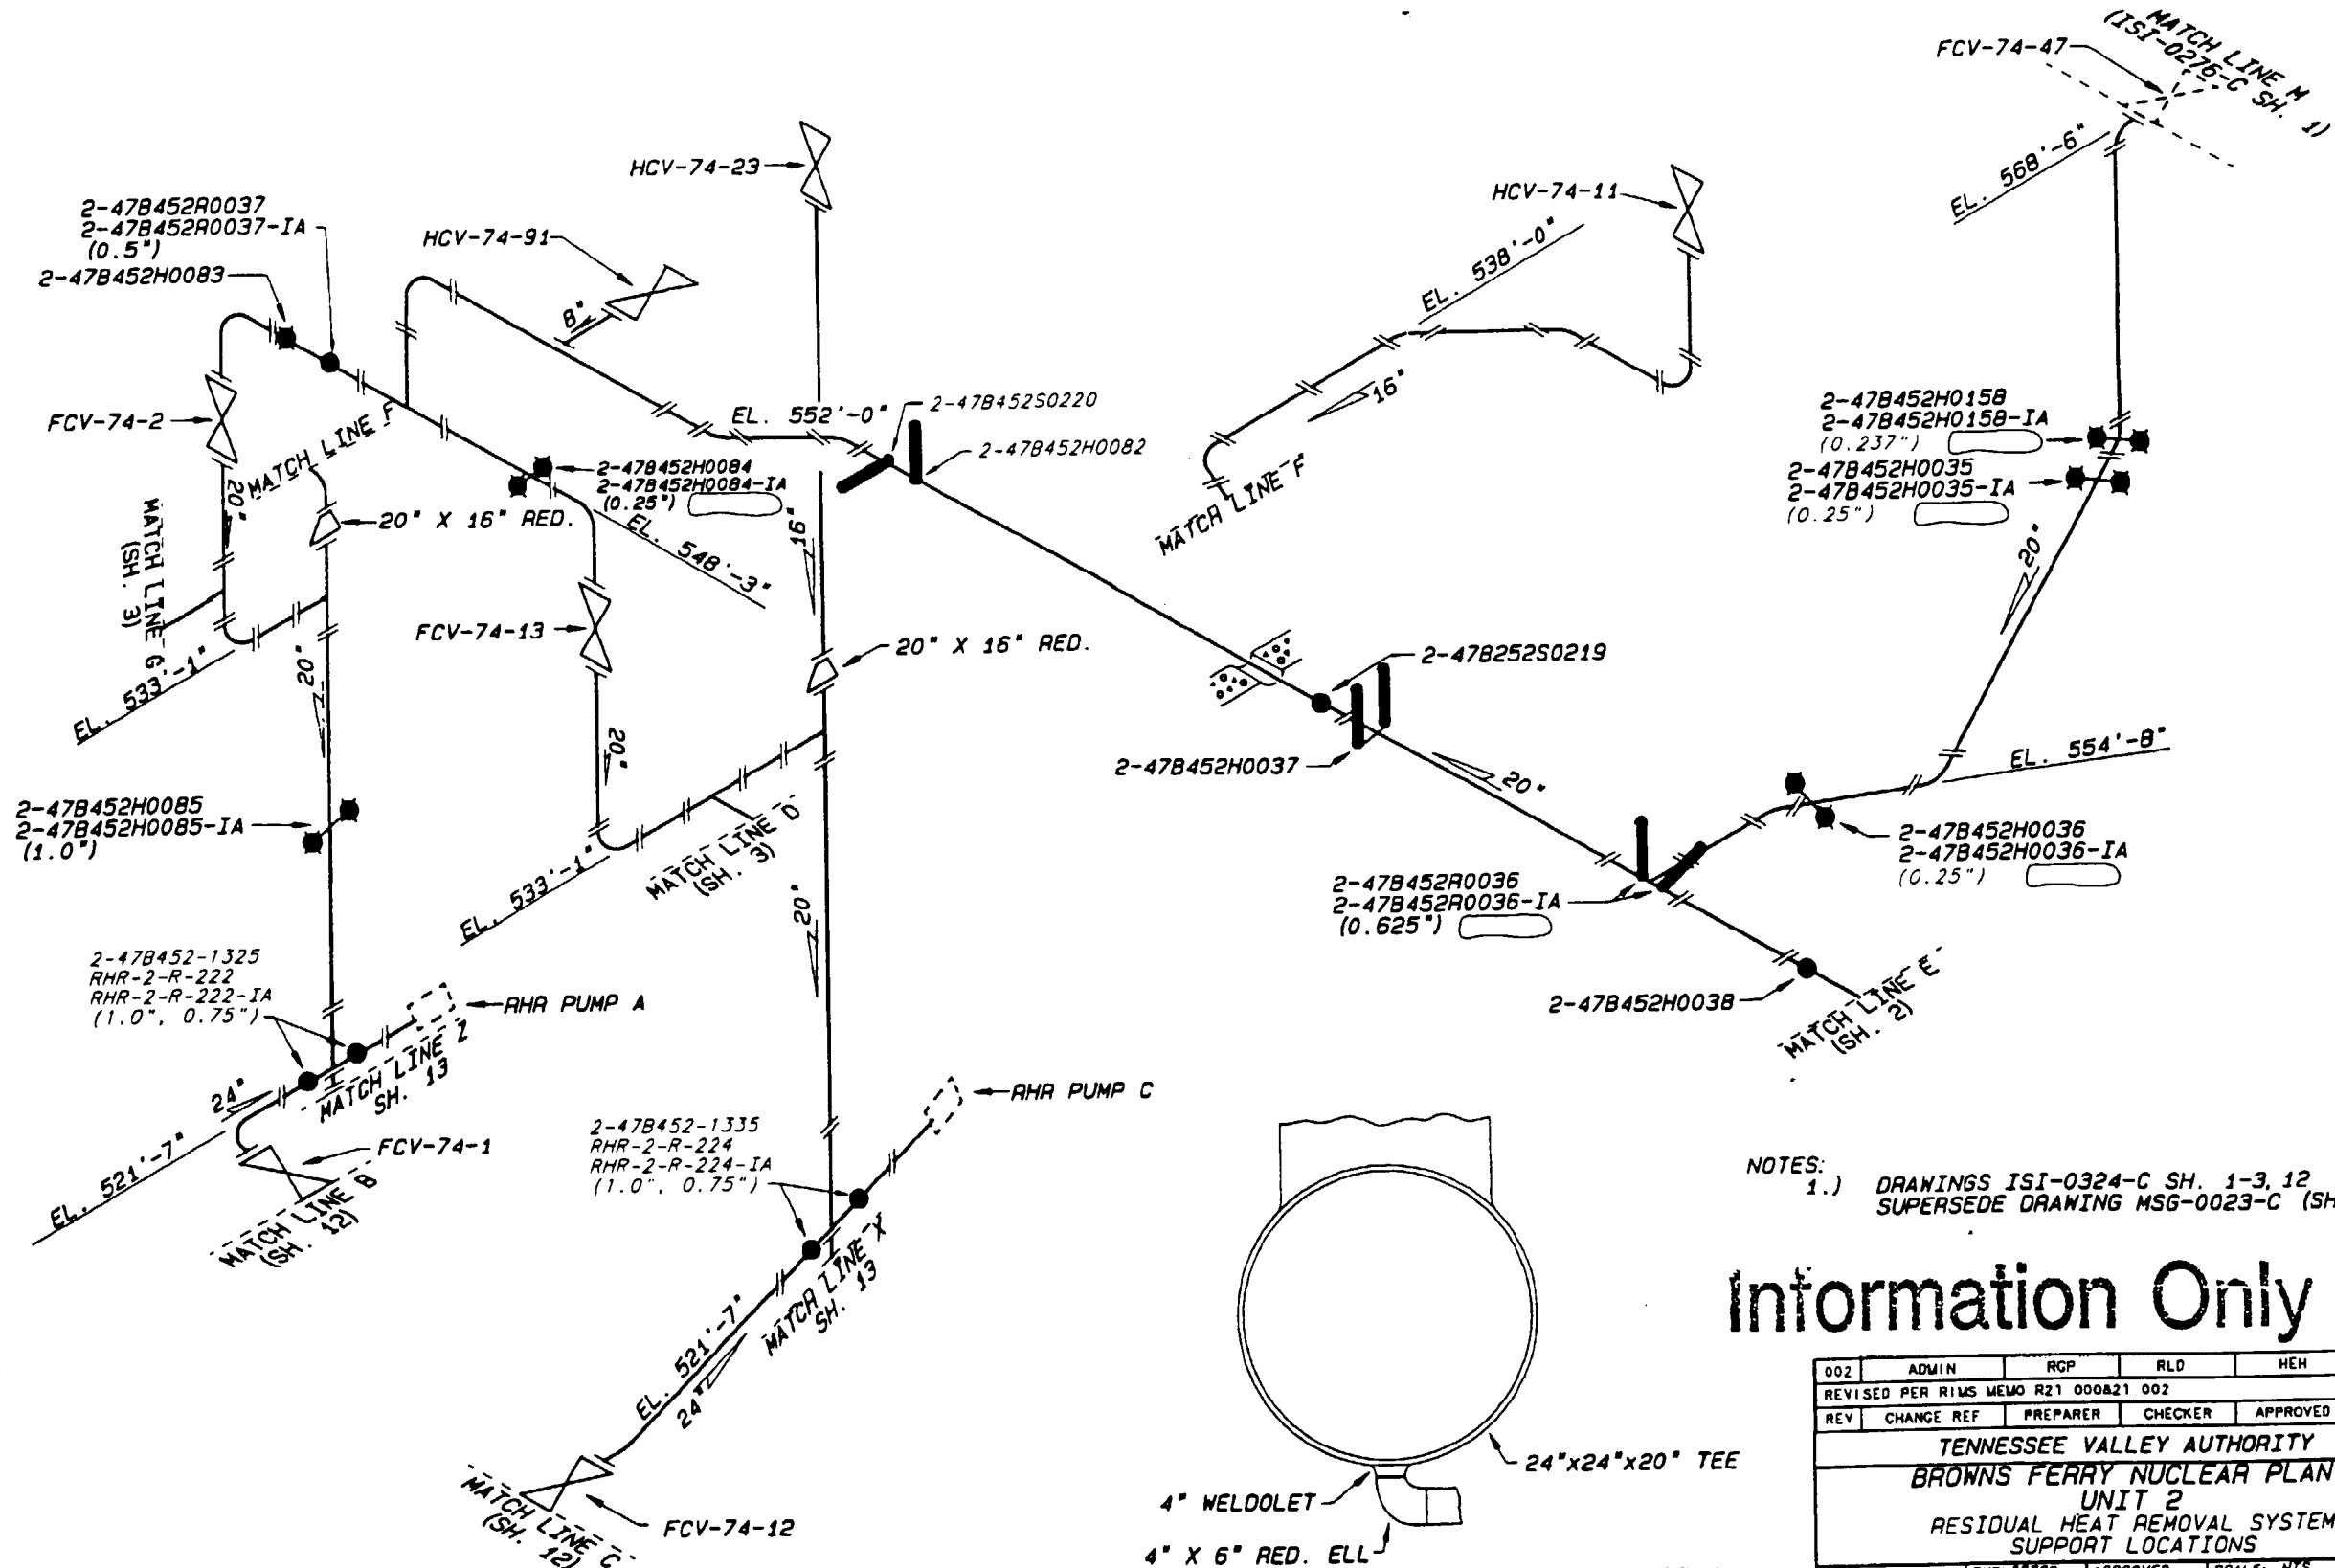 MATCH LINE M
(ISI-0276-C SH. 1)
FCV-74-47
EL. 568'-6"
HCV-74-23
HCV-74-11
2-47B452R0037
2-47B452R0037-IA
(0.5")
2-47B452H0083
HCV-74-91
8"
EL. 538'-0"
16"
FCV-74-2
MATCH LINE F
20"
EL. 552'-0"
2-47B452S0220
2-47B452H0082
2-47B452H0084
2-47B452H0084-IA
(0.25")
EL. 548'-3"
16"
MATCH LINE F
2-47B452H0158
2-47B452H0158-IA
(0.237")
2-47B452H0035
2-47B452H0035-IA
(0.25")
20"
20" X 16" RED.
MATCH LINE G
(SH. 3)
EL. 533'-1"
20"
FCV-74-13
20" X 16" RED.
20"
2-47B252S0219
2-47B452H0037
20"
EL. 554'-8"
2-47B452H0085
2-47B452H0085-IA
(1.0")
EL. 533'-1"
MATCH LINE D
(SH. 3)
20"
2-47B452H0036
2-47B452H0036-IA
(0.25")
2-47B452R0036
2-47B452R0036-IA
(0.625")
2-47B452H0038
MATCH LINE E
(SH. 2)
2-47B452-1325
RHR-2-R-222
RHR-2-R-222-IA
(1.0", 0.75")
RHR PUMP A
MATCH LINE Z
SH. 13
24"
EL. 521'-7"
FCV-74-1
MATCH LINE B
(SH. 12)
RHR PUMP C
2-47B452-1335
RHR-2-R-224
RHR-2-R-224-IA
(1.0", 0.75")
MATCH LINE X
SH. 13
EL. 521'-7"
24"
FCV-74-12
MATCH LINE C
(SH. 12)
24"x24"x20" TEE
4" WELDOLET
4" X 6" RED. ELL
NOTES:
1.) DRAWINGS ISI-0324-C SH. 1-3, 12
SUPERSEDE DRAWING MSG-0023-C (SH
Information Only
002 ADMIN RGP RLD HEH
REVISED PER RIMS MEMO R21 000821 002
REV CHANGE REF PREPARER CHECKER APPROVED
TENNESSEE VALLEY AUTHORITY
BROWNS FERRY NUCLEAR PLAN
UNIT 2
RESIDUAL HEAT REMOVAL SYSTEM
SUPPORT LOCATIONS